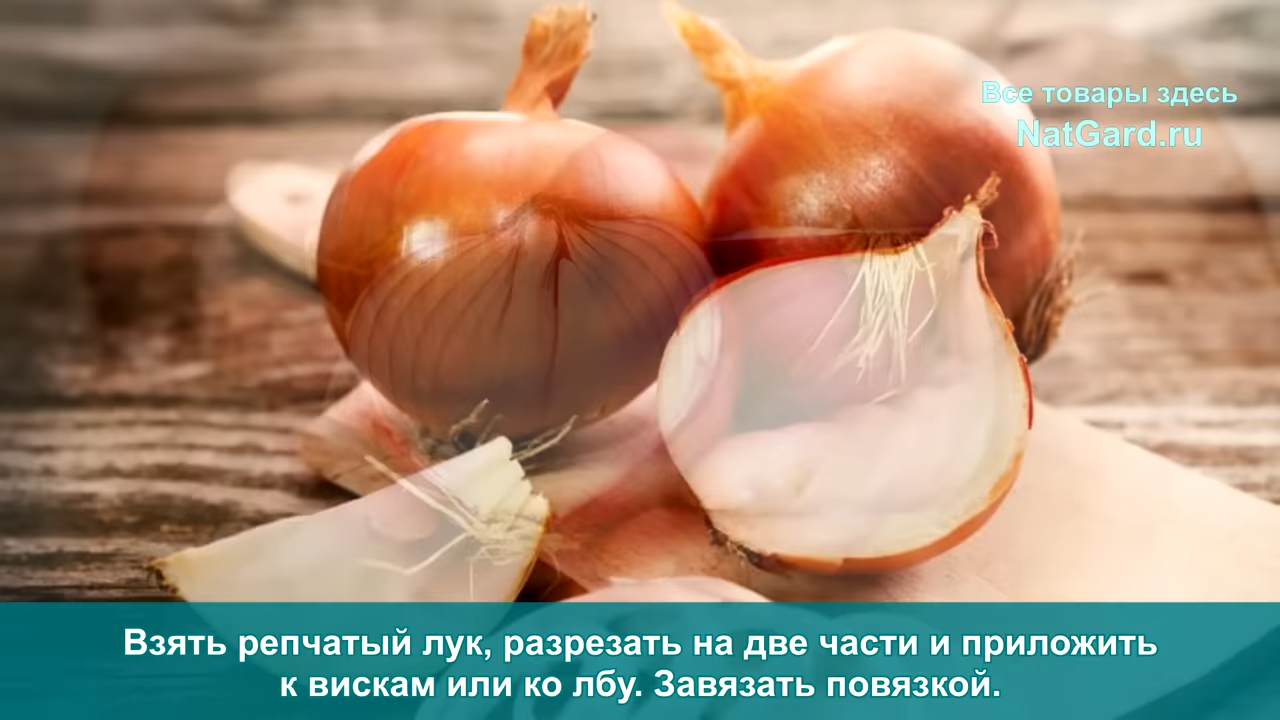 Все товары здесь
NatGard.ru
Взять репчатый лук, разрезать на две части и приложить
к вискам или ко лбу. Завязать повязкой.